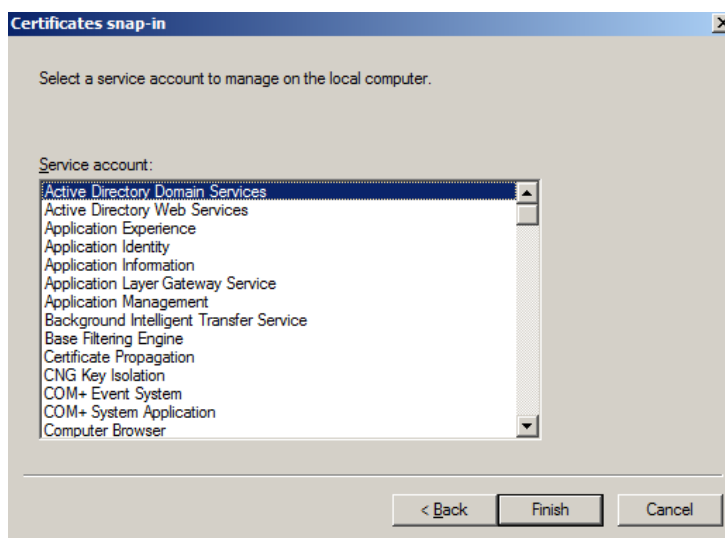 Certificates snap-in
Select a service account to manage on the local computer.
Service account:
Active Directory Domain Services
Active Directory Web Services
Application Experience
Application Identity
Application Information
Application Layer Gateway Service
Application Management
Background Intelligent Transfer Service
Base Filtering Engine
Certificate Propagation
CNG Key Isolation
COM+ Event System
COM+ System Application
Computer Browser
< Back Finish Cancel